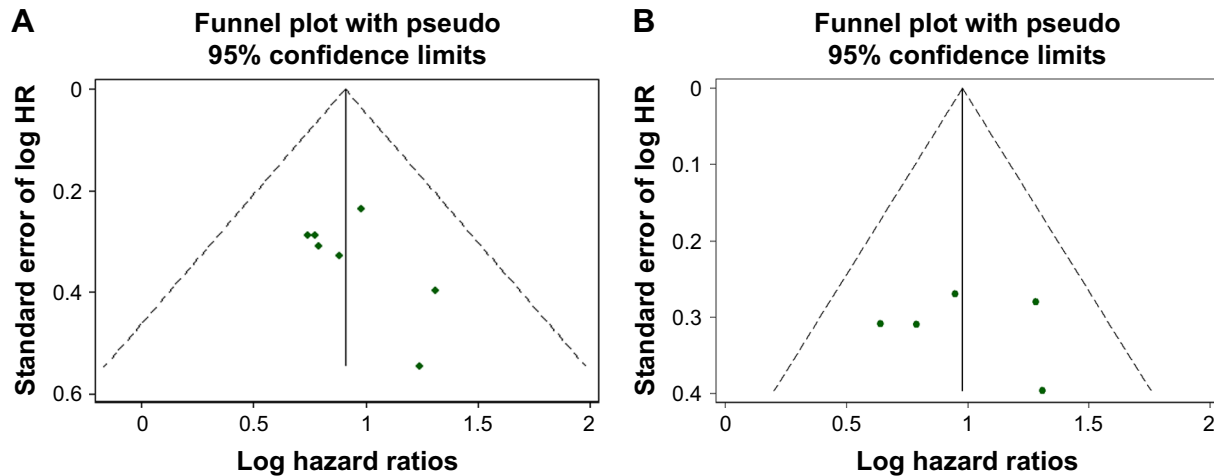 A
Funnel plot with pseudo
95% confidence limits
Standard error of log HR
0
0.2
0.4
0.6
0
0.5
1
1.5
2
Log hazard ratios
B
Funnel plot with pseudo
95% confidence limits
Standard error of log HR
0
0.1
0.2
0.3
0.4
0
0.5
1
1.5
2
Log hazard ratios